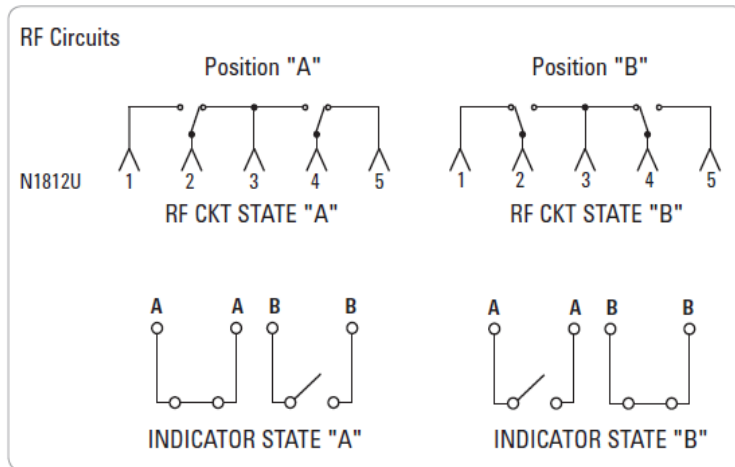 RF Circuits
Position "A" Position "B"
N1812U 1 2 3 4 5 1 2 3 4 5
RF CKT STATE "A" RF CKT STATE "B"
A A B B A A B B
INDICATOR STATE "A" INDICATOR STATE "B"